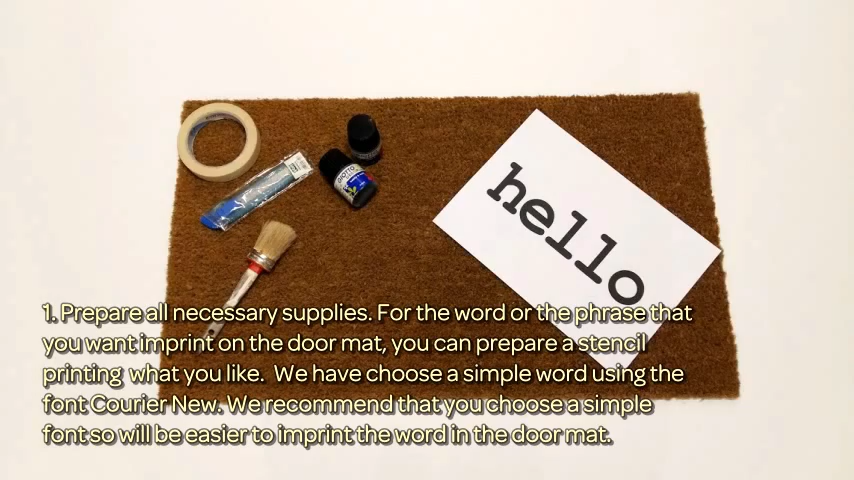 GIOTTO
hello
1. Prepare all necessary supplies. For the word or the phrase that
you want imprint on the door mat, you can prepare a stencil
printing what you like. We have choose a simple word using the
font Courier New. We recommend that you choose a simple
font so will be easier to imprint the word in the door mat.